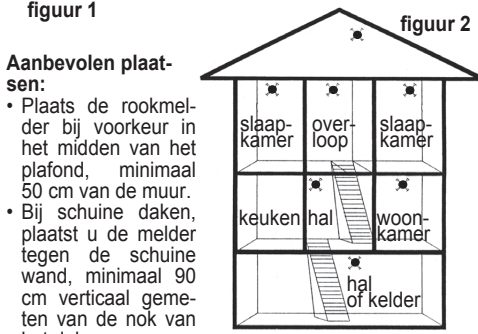 figuur 1
Aanbevolen plaat-
sen:
• Plaats de rookmel-
der bij voorkeur in
het midden van het
plafond, minimaal
50 cm van de muur.
• Bij schuine daken,
plaatst u de melder
tegen de schuine
wand, minimaal 90
cm verticaal geme-
ten van de nok van
figuur 2
slaap-
kamer
over-
loop
slaap-
kamer
keuken
hal
woon-
kamer
hal
of kelder